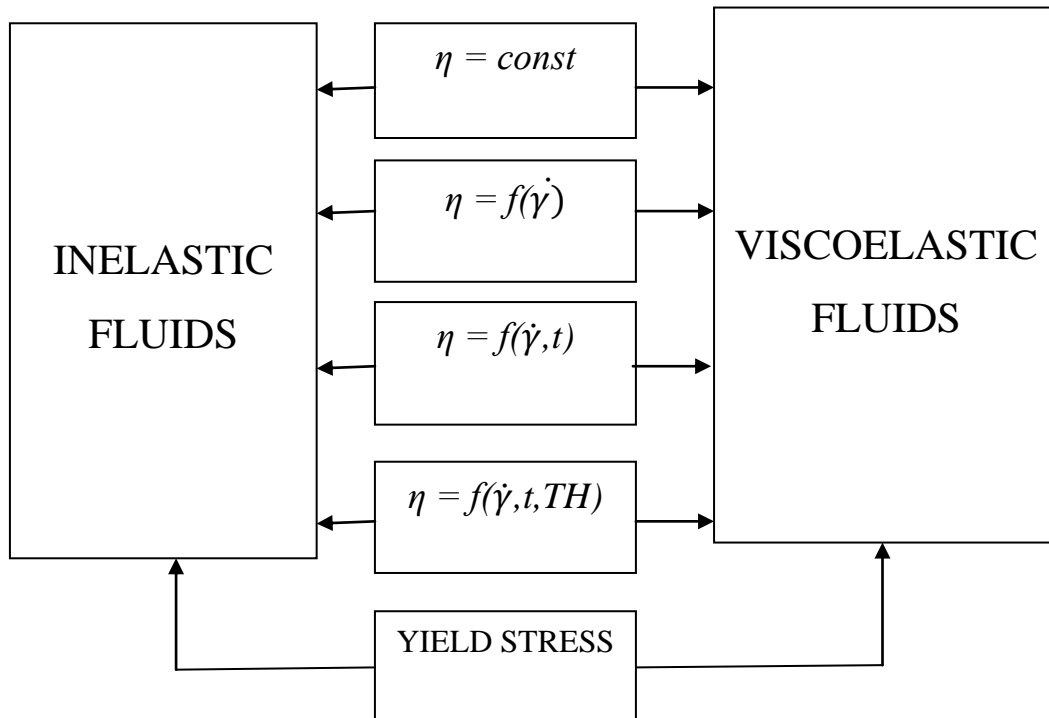 η = const
η = f(γ̇)
η = f(γ̇,t)
η = f(γ̇,t,TH)
INELASTIC
FLUIDS
VISCOELASTIC
FLUIDS
YIELD STRESS